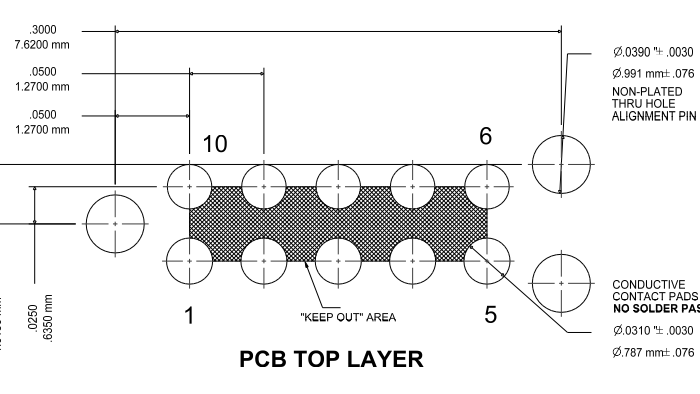 .3000
7.6200 mm
.0500
1.2700 mm
.0500
1.2700 mm
Ø.0390 "± .0030
Ø.991 mm± .076
NON-PLATED
THRU HOLE
ALIGNMENT PIN
10
6
1
5
.0250
.6350 mm
"KEEP OUT" AREA
CONDUCTIVE
CONTACT PADS
NO SOLDER PAS
Ø.0310 "± .0030
Ø.787 mm± .076
PCB TOP LAYER